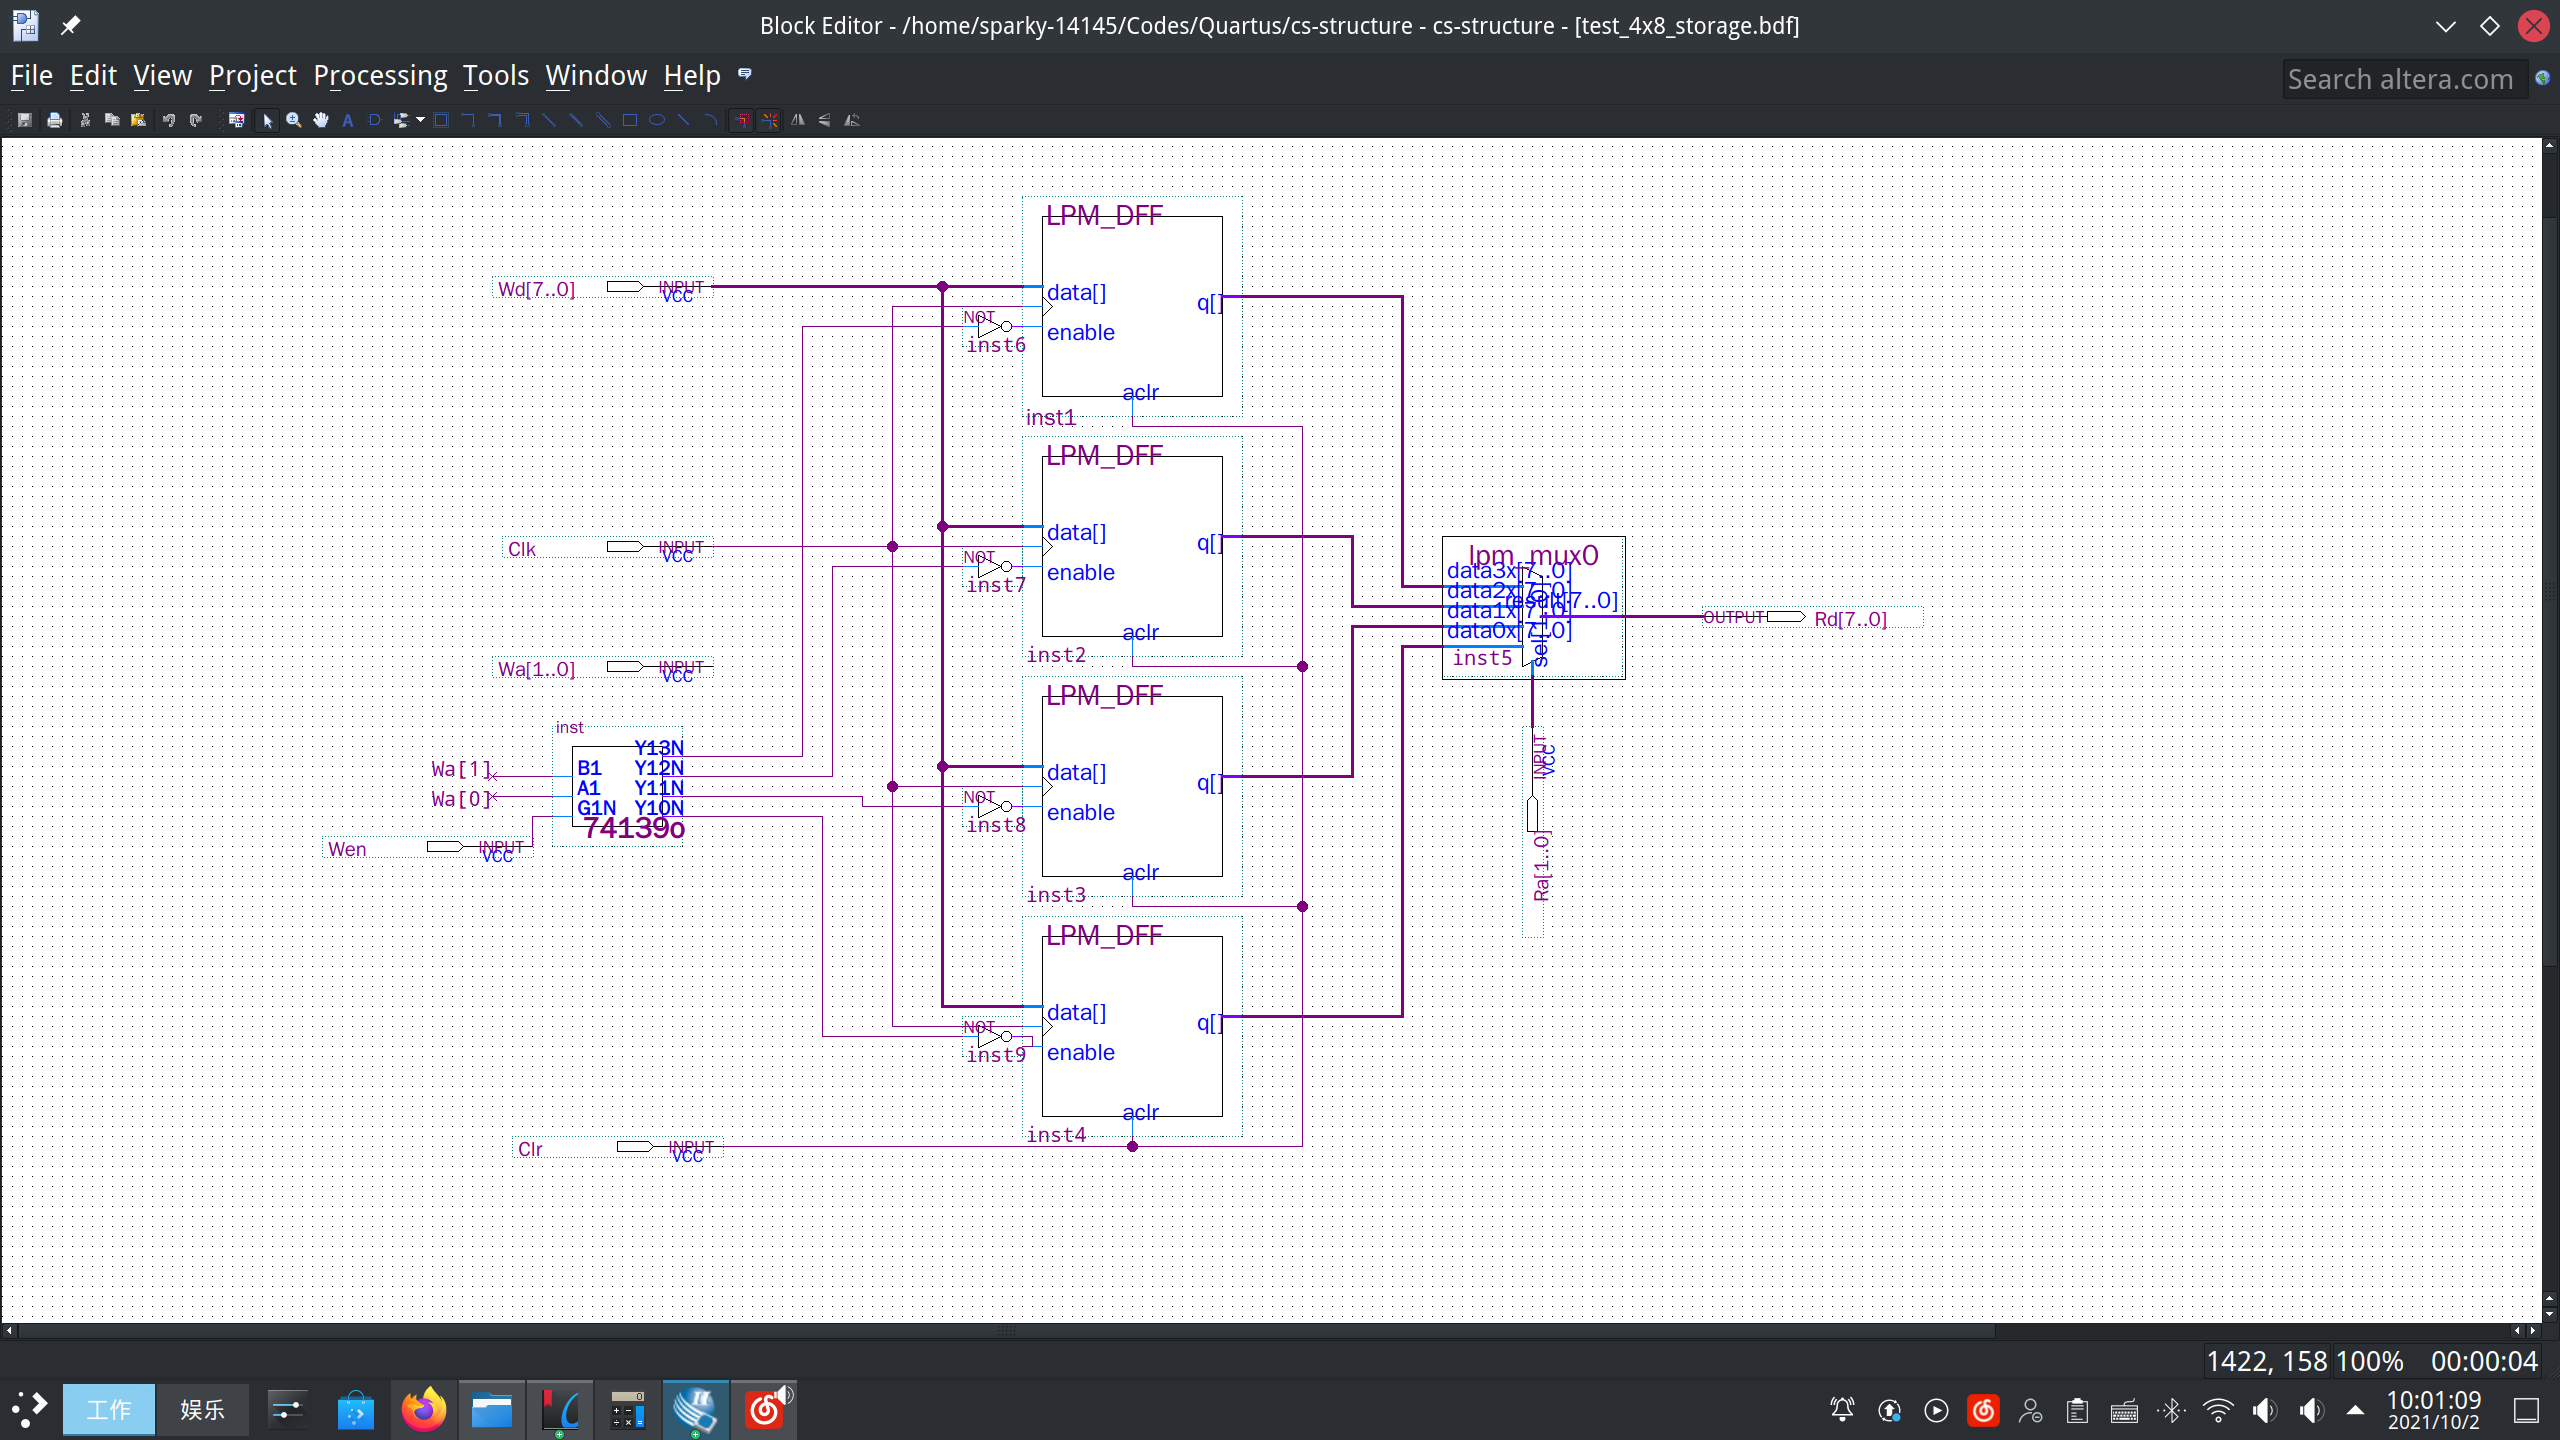 Block Editor - /home/sparky-14145/Codes/Quartus/cs-structure - cs-structure - [test_4x8_storage.bdf]
File Edit View Project Processing Tools Window Help
Search altera.com
LPM_DFF
data[]
q[]
enable
aclr
inst1
Wd[7..0]
INPUT
VCC
NOT
inst6
LPM_DFF
data[]
q[]
enable
aclr
inst2
Clk
INPUT
VCC
NOT
inst7
Wa[1..0]
INPUT
VCC
LPM_DFF
data[]
q[]
enable
aclr
inst3
NOT
inst8
inst
Wa[1]
Wa[0]
B1
A1
G1N
Y13N
Y12N
Y11N
Y10N
74139o
Wen
INPUT
VCC
LPM_DFF
data[]
q[]
enable
aclr
inst4
NOT
inst9
Clr
INPUT
VCC
lpm_mux0
data3x[7..0]
data2x[7..0]
data1x[7..0]
data0x[7..0]
result[7..0]
inst5
OUTPUT
Rd[7..0]
INPUT
VCC
Ra[1..0]
1422, 158 100% 00:00:04
工作 娱乐
10:01:09
2021/10/2